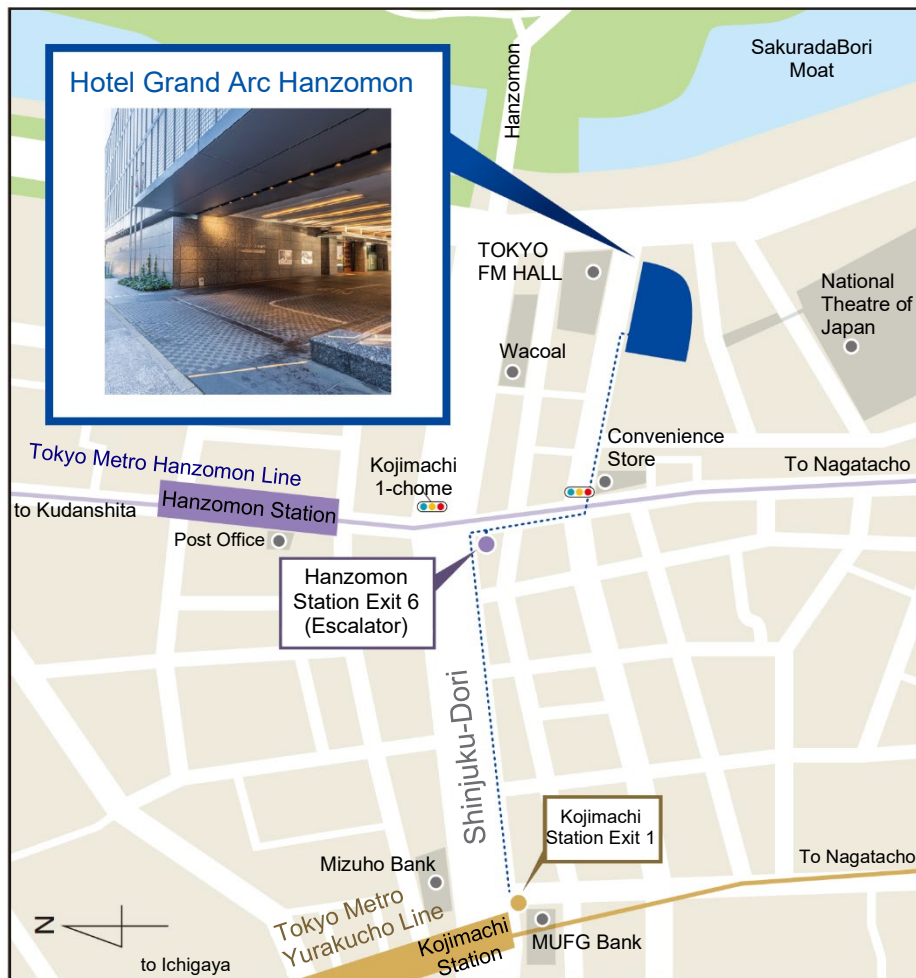 SakuradaBori
Moat
Hotel Grand Arc Hanzomon
Hanzomon
TOKYO
FM HALL
National
Theatre of
Japan
Wacoal
Convenience
Store
Tokyo Metro Hanzomon Line
Kojimachi
1-chome
To Nagatacho
Hanzomon Station
to Kudanshita
Post Office
Hanzomon
Station Exit 6
(Escalator)
Shinjuku-Dori
Kojimachi
Station Exit 1
Mizuho Bank
To Nagatacho
Tokyo Metro
Yurakucho Line
Kojimachi
Station
MUFG Bank
N
to Ichigaya